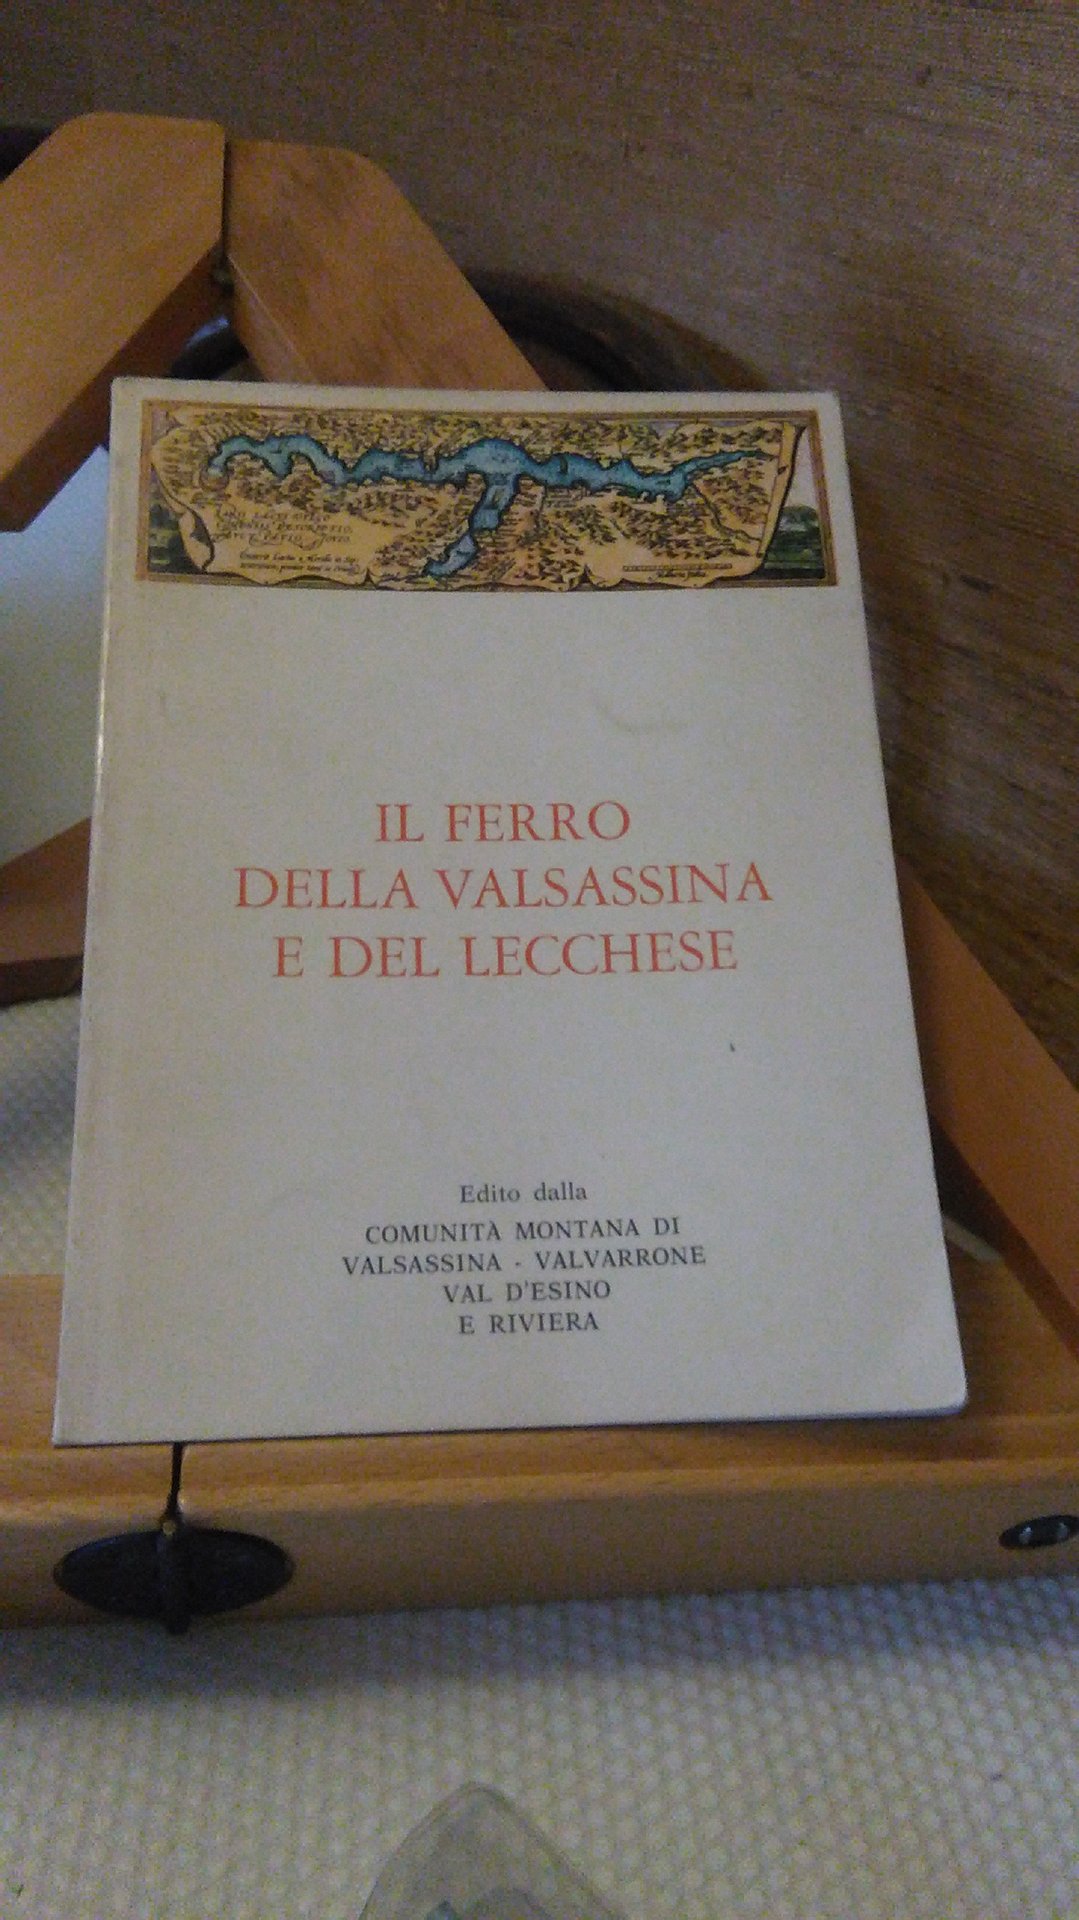 IL FERRO
DELLA VALSASSINA
E DEL LECCHESE
Edito dalla
COMUNITÀ MONTANA DI
VALSASSINA - VALVARRONE
VAL D'ESINO
E RIVIERA